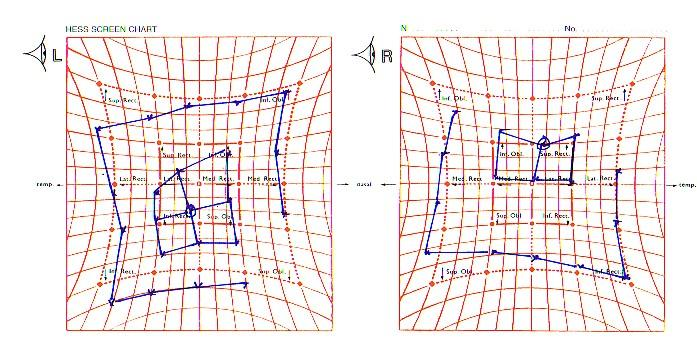 HESS SCREEN CHART
N. No.
L
R
Sup. Rect. Inf. Obl.
Inf. Obl. Sup. Rect.
Sup. Rect. Inf. Obl.
Inf. Obl. Sup. Rect.
temp. Lat. Rect. Lat. Rect. Med. Rect. Med. Rect. nasal
Med. Rect. Med. Rect. Lat. Rect. temp.
Inf. Rect. Sup. Obl.
Sup. Obl. Inf. Rect.
Inf. Rect. Sup. Obl.
Sup. Obl. Inf. Rect.